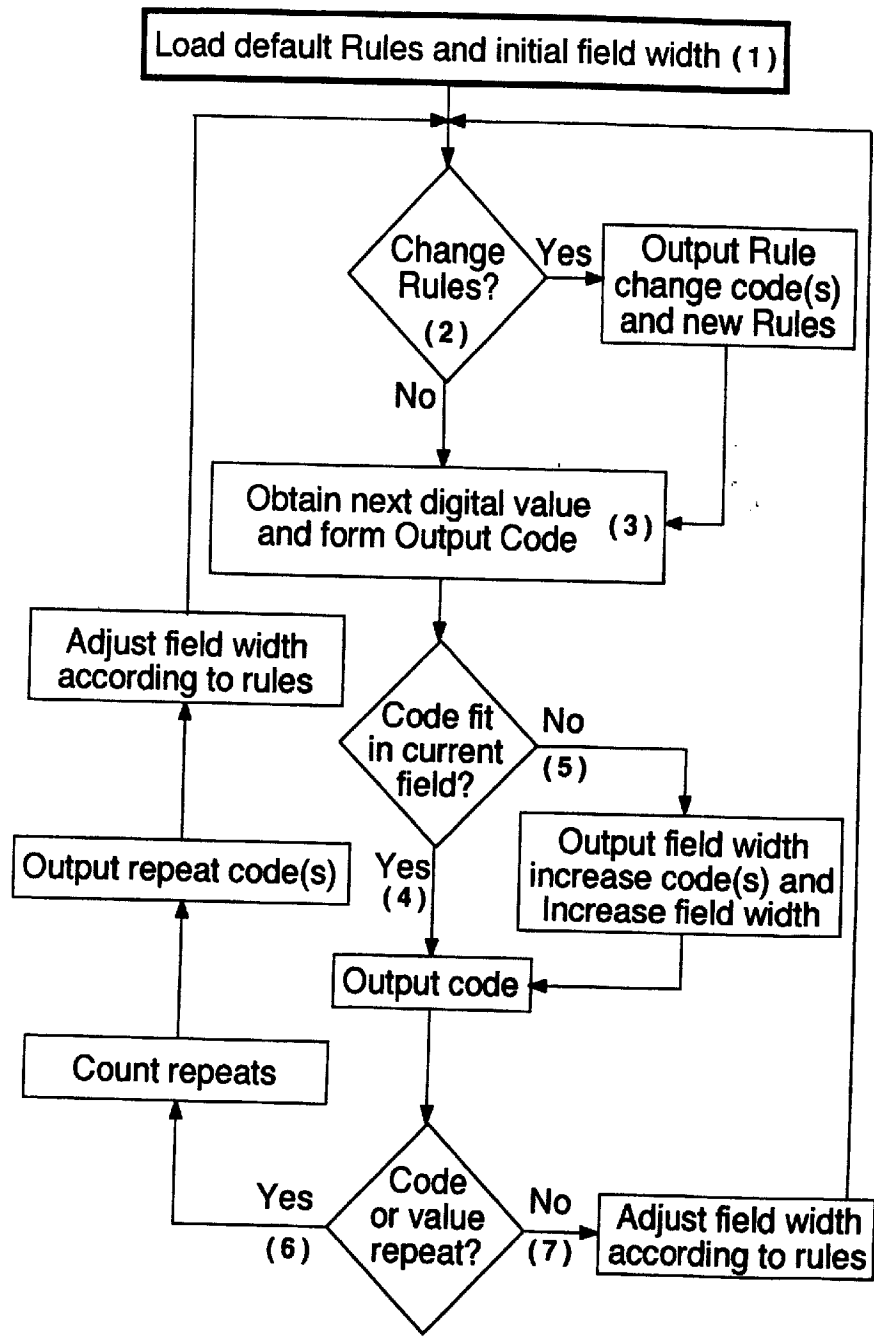 Load default Rules and initial field width (1)
Change
Rules?
(2)
Yes
Output Rule
change code(s)
and new Rules
No
Obtain next digital value
and form Output Code
(3)
Adjust field width
according to rules
Code fit
in current
field?
No
(5)
Output field width
increase code(s) and
Increase field width
Yes
(4)
Output repeat code(s)
Output code
Count repeats
Code
or value
repeat?
Yes
(6)
No
(7)
Adjust field width
according to rules